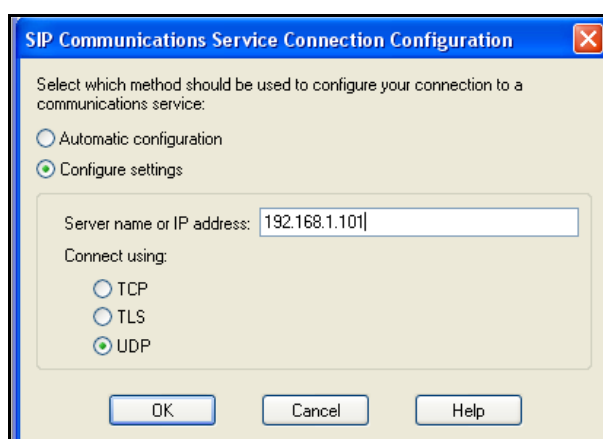 SIP Communications Service Connection Configuration
Select which method should be used to configure your connection to a
communications service:
Automatic configuration
Configure settings
Server name or IP address: 192.168.1.101
Connect using:
TCP
TLS
UDP
OK Cancel Help